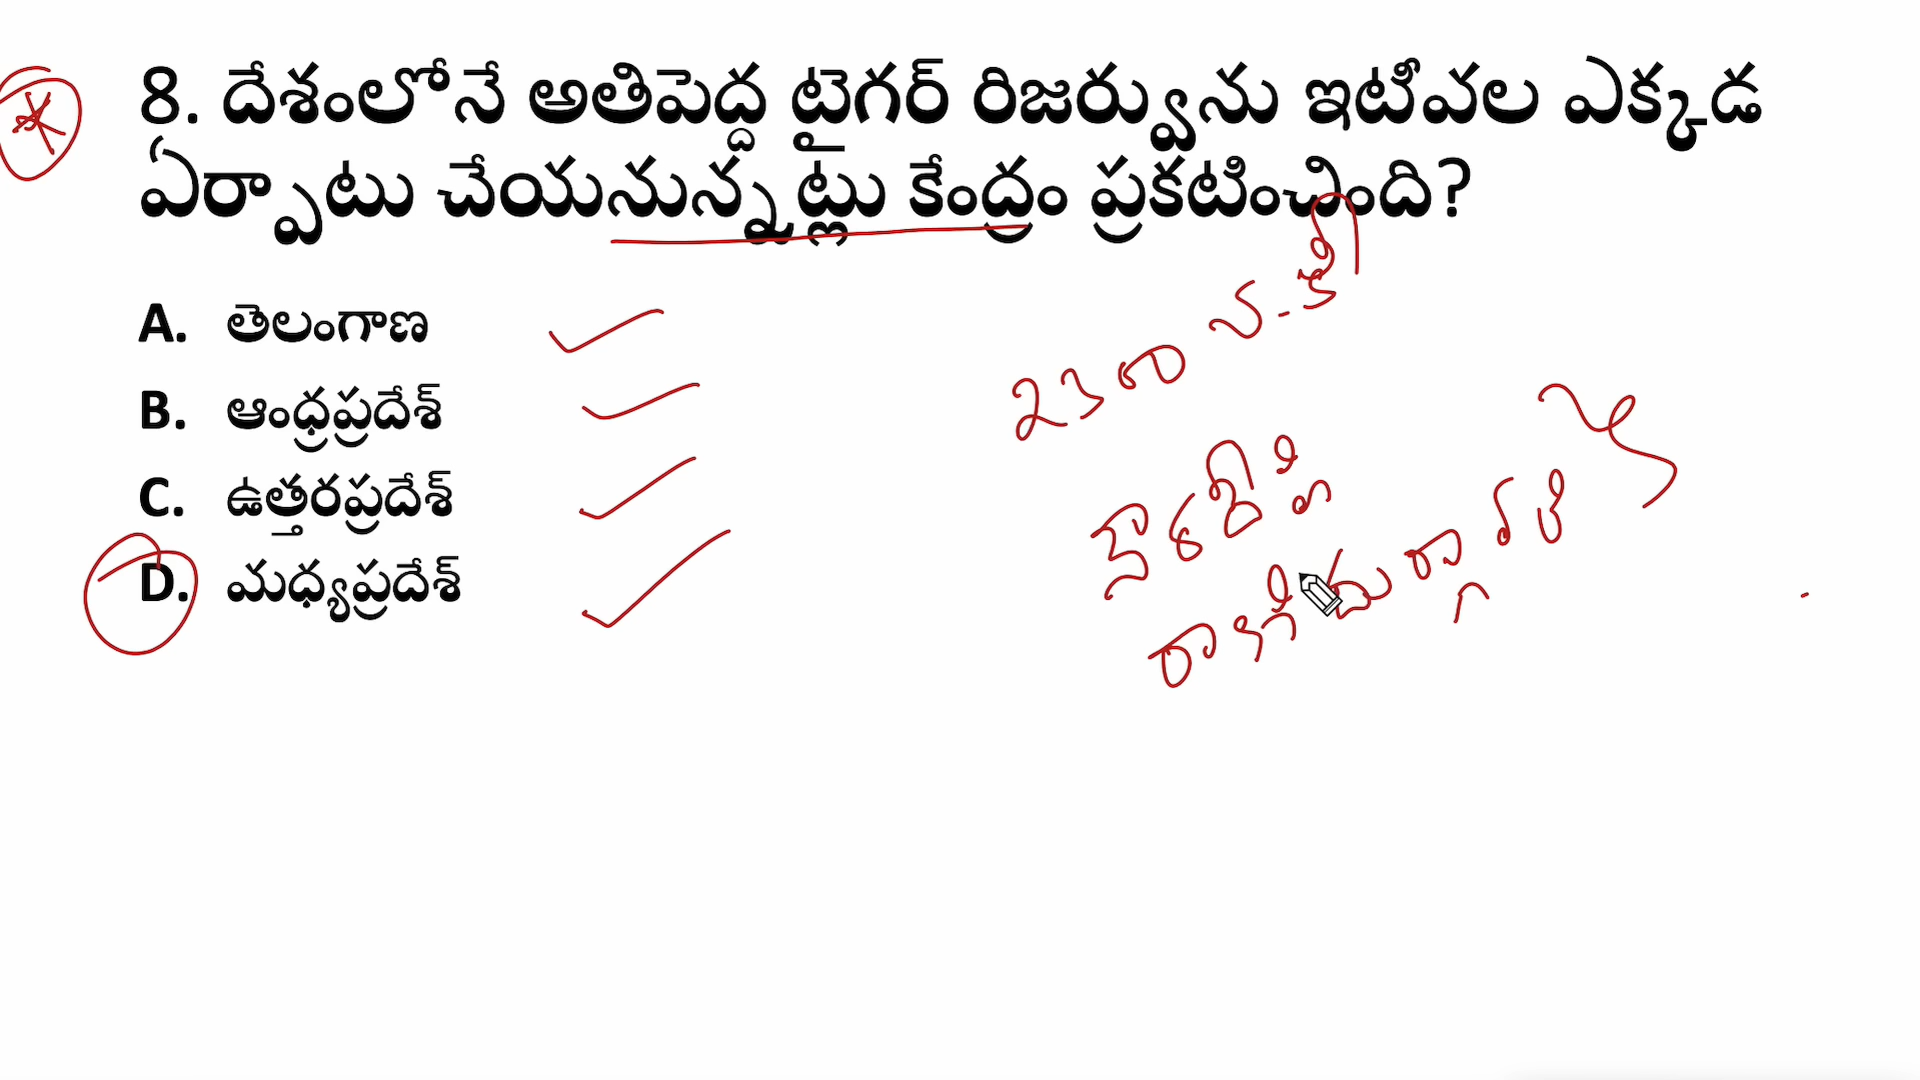 8. దేశంలోనే అతిపెద్ద టైగర్ రిజర్వును ఇటీవల ఎక్కడ
ఏర్పాటు చేయనున్నట్లు కేంద్రం ప్రకటించింది?
A. తెలంగాణ
B. ఆంధ్రప్రదేశ్
C. ఉత్తరప్రదేశ్
D. మధ్యప్రదేశ్
2300 చ.కి